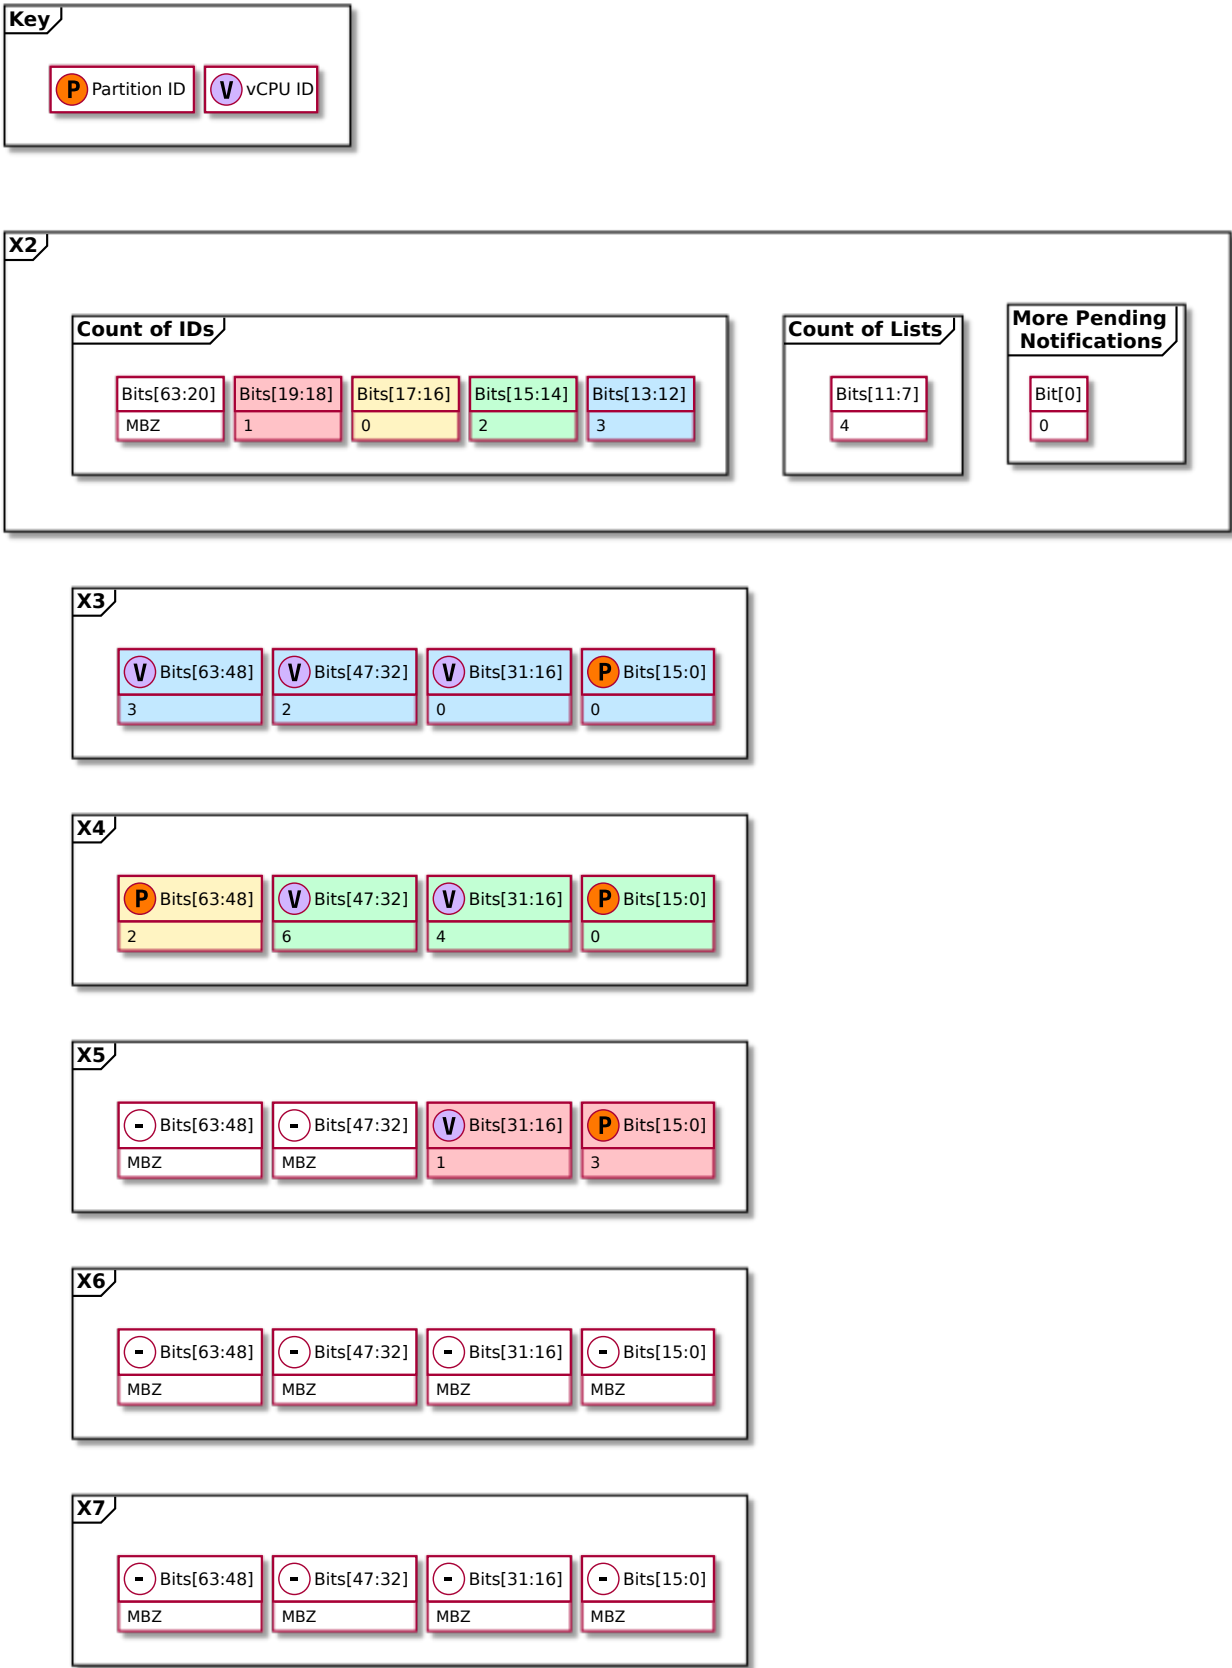 Key
P Partition ID V vCPU ID
X2
Count of IDs
Bits[63:20] Bits[19:18] Bits[17:16] Bits[15:14] Bits[13:12]
MBZ 1 0 2 3
Count of Lists
Bits[11:7]
4
More Pending
Notifications
Bit[0]
0
X3
V Bits[63:48] V Bits[47:32] V Bits[31:16] P Bits[15:0]
3 2 0 0
X4
P Bits[63:48] V Bits[47:32] V Bits[31:16] P Bits[15:0]
2 6 4 0
X5
- Bits[63:48] - Bits[47:32] V Bits[31:16] P Bits[15:0]
MBZ MBZ 1 3
X6
- Bits[63:48] - Bits[47:32] - Bits[31:16] - Bits[15:0]
MBZ MBZ MBZ MBZ
X7
- Bits[63:48] - Bits[47:32] - Bits[31:16] - Bits[15:0]
MBZ MBZ MBZ MBZ